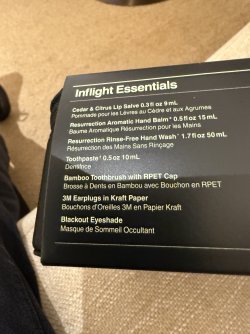 Inflight Essentials
Cedar & Citrus Lip Salve 0.3 fl oz 9 mL
Pommade pour les Lèvres au Cèdre et aux Agrumes
Resurrection Aromatic Hand Balm* 0.5 fl oz 15 mL
Baume Aromatique Résurrection pour les Mains
Resurrection Rinse-Free Hand Wash* 1.7 fl oz 50 mL
Résurrection des Mains Sans Rinçage
Toothpaste* 0.5 oz 10 mL
Dentifrice
Bamboo Toothbrush with RPET Cap
Brosse à Dents en Bambou avec Bouchon en RPET
3M Earplugs in Kraft Paper
Bouchons d'Oreilles 3M en Papier Kraft
Blackout Eyeshade
Masque de Sommeil Occultant